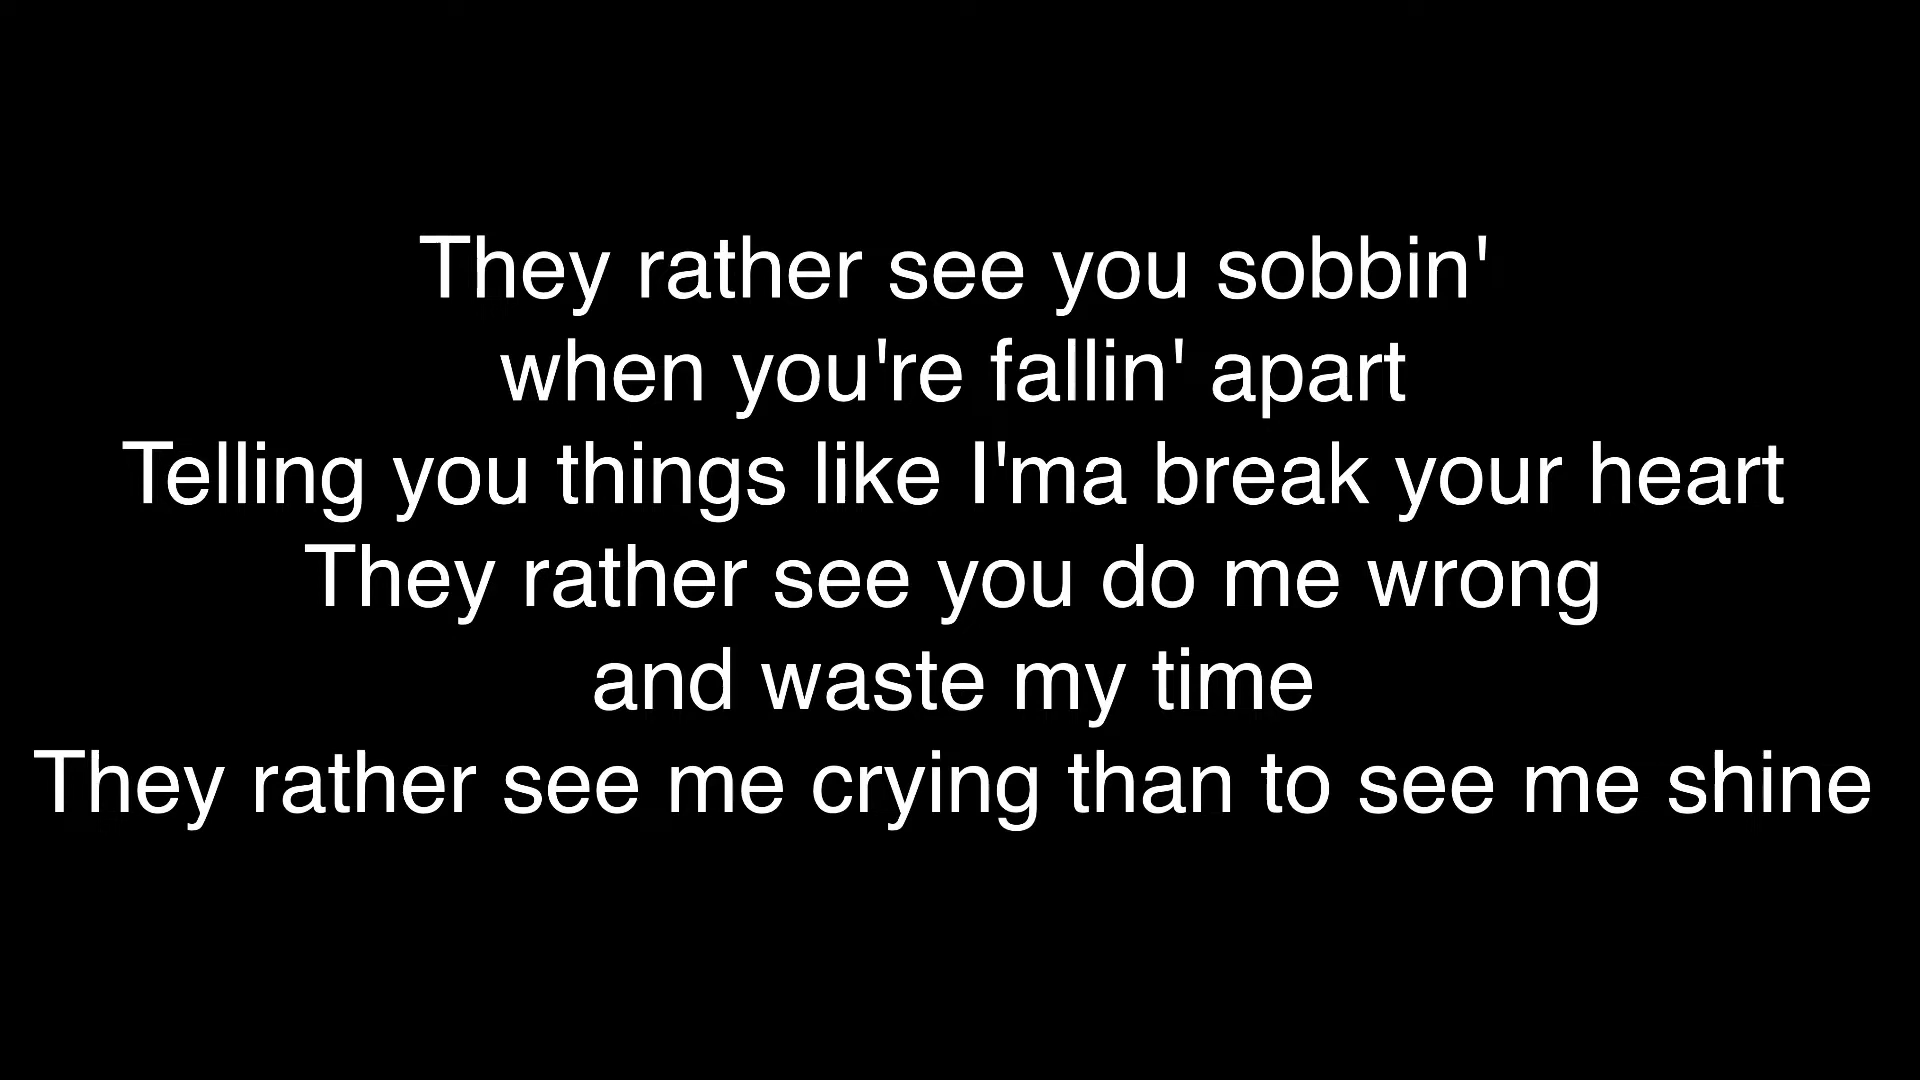 They rather see you sobbin'
when you're fallin' apart
Telling you things like I'ma break your heart
They rather see you do me wrong
and waste my time
They rather see me crying than to see me shine